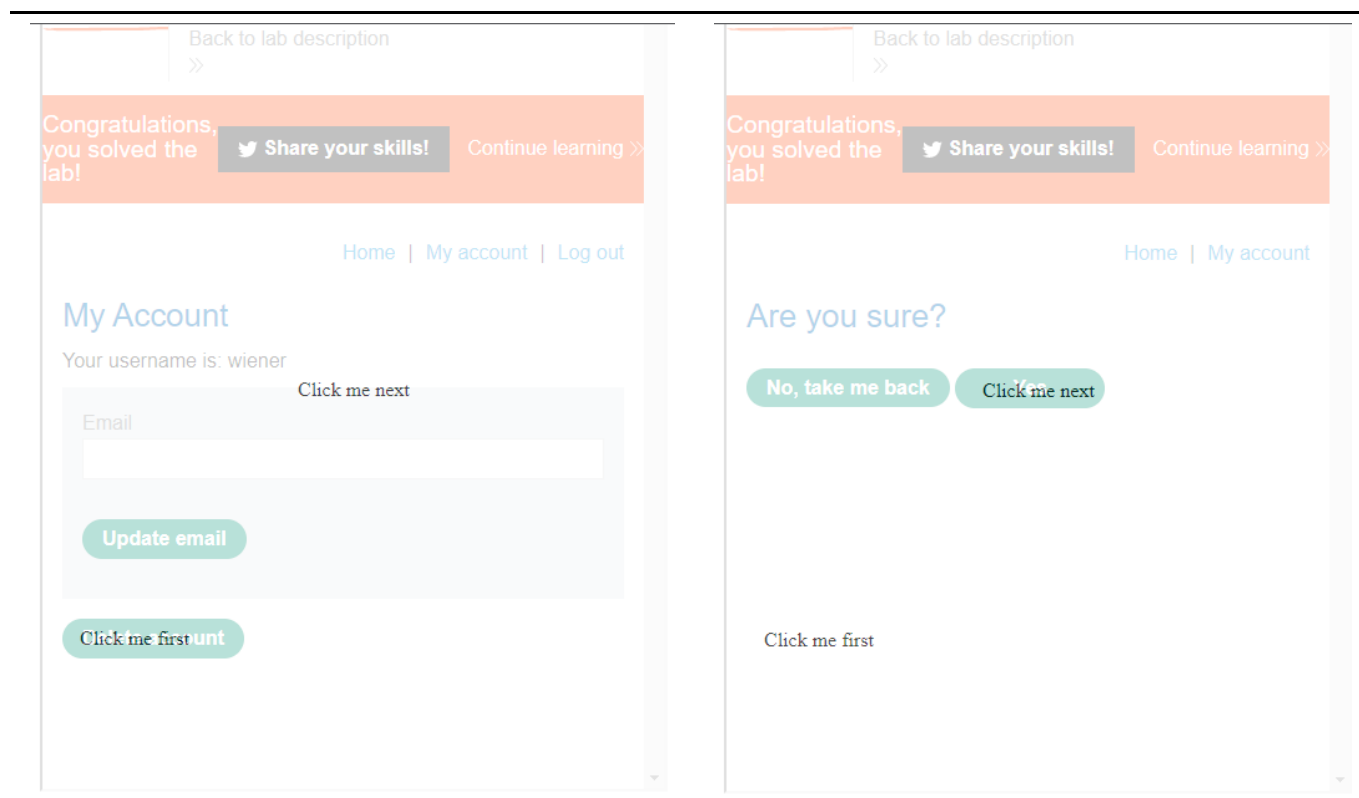 Back to lab description
»
Congratulations,
you solved the
lab!
Share your skills!
Continue learning »
Home | My account | Log out
My Account
Your username is: wiener
Click me next
Email
Update email
Click me first
Back to lab description
»
Congratulations,
you solved the
lab!
Share your skills!
Continue learning »
Home | My account
Are you sure?
No, take me back
Yes
Click me next
Click me first